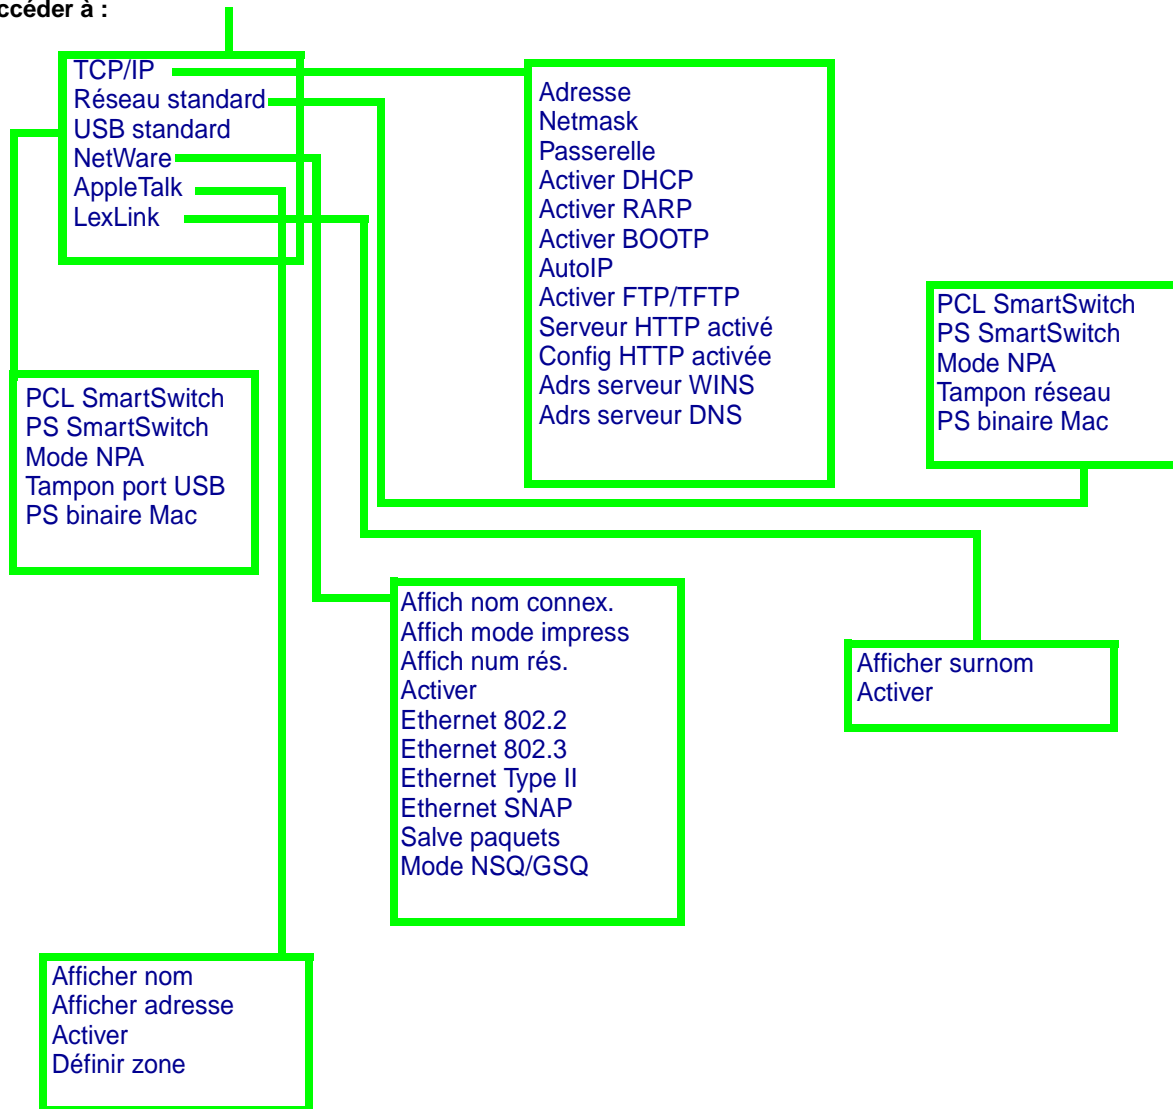 ccéder à :
TCP/IP
Réseau standard
USB standard
NetWare
AppleTalk
LexLink
Adresse
Netmask
Passerelle
Activer DHCP
Activer RARP
Activer BOOTP
AutoIP
Activer FTP/TFTP
Serveur HTTP activé
Config HTTP activée
Adrs serveur WINS
Adrs serveur DNS
PCL SmartSwitch
PS SmartSwitch
Mode NPA
Tampon réseau
PS binaire Mac
PCL SmartSwitch
PS SmartSwitch
Mode NPA
Tampon port USB
PS binaire Mac
Affich nom connex.
Affich mode impress
Affich num rés.
Activer
Ethernet 802.2
Ethernet 802.3
Ethernet Type II
Ethernet SNAP
Salve paquets
Mode NSQ/GSQ
Afficher surnom
Activer
Afficher nom
Afficher adresse
Activer
Définir zone